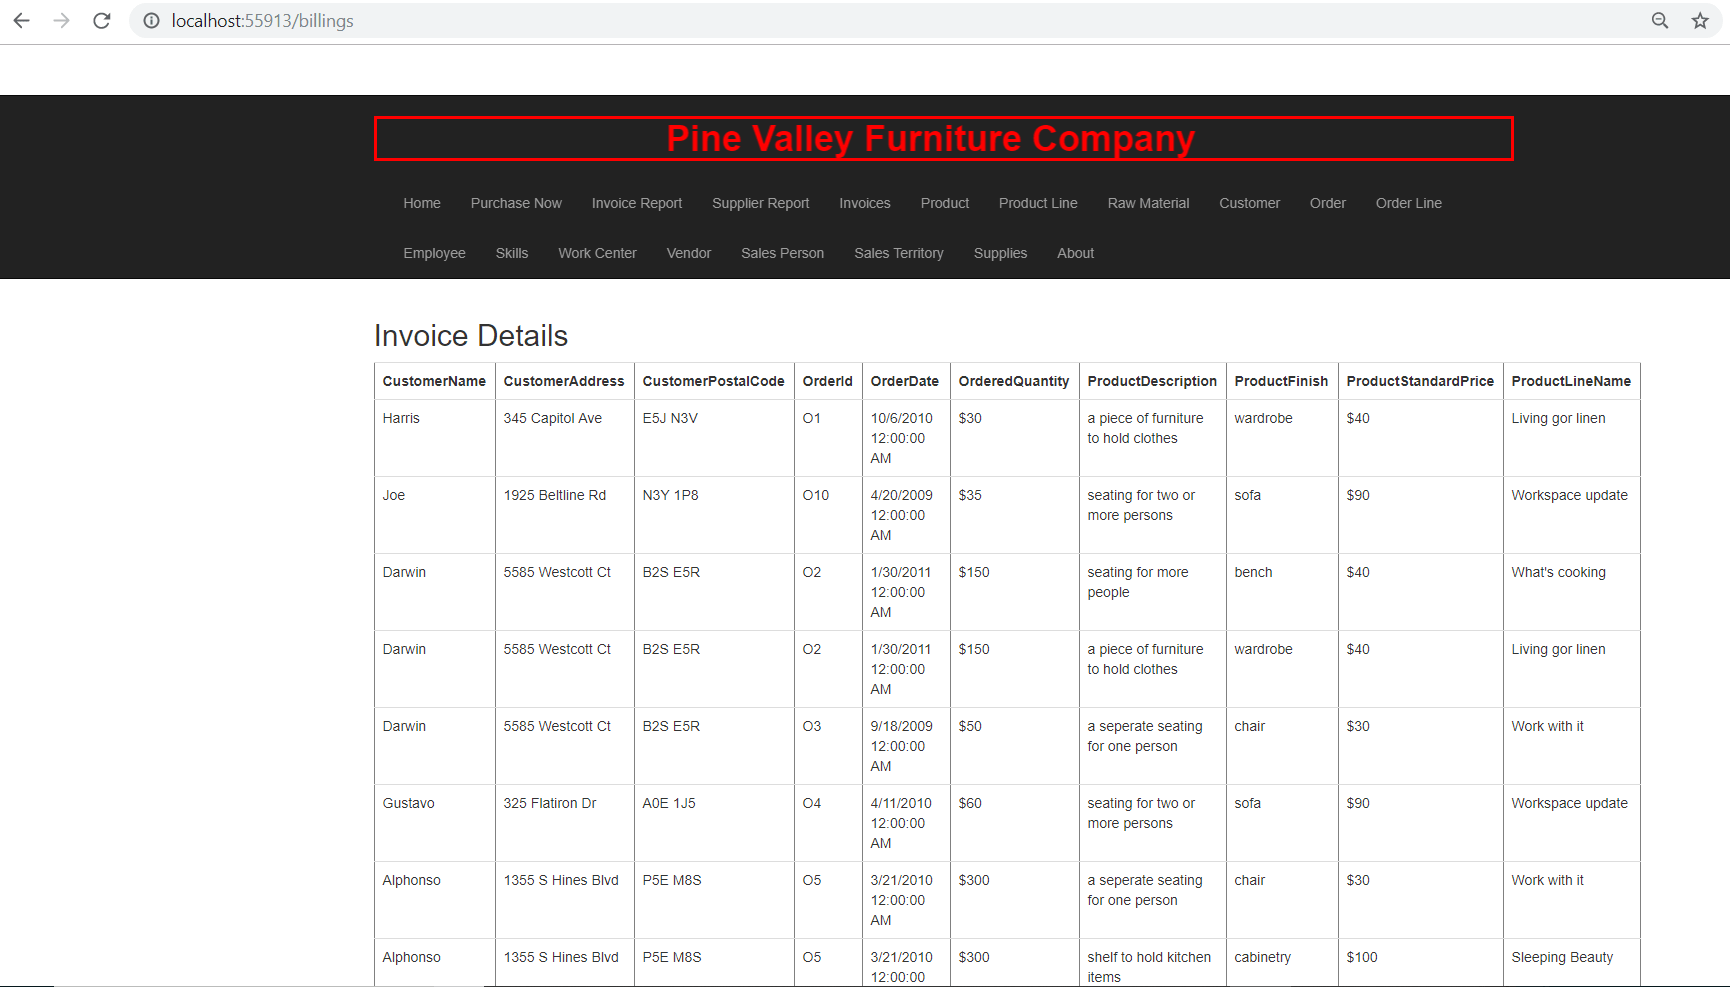 localhost:55913/billings
Pine Valley Furniture Company
Home Purchase Now Invoice Report Supplier Report Invoices Product Product Line Raw Material Customer Order Order Line
Employee Skills Work Center Vendor Sales Person Sales Territory Supplies About
Invoice Details
CustomerName CustomerAddress CustomerPostalCode OrderId OrderDate OrderedQuantity ProductDescription ProductFinish ProductStandardPrice ProductLineName
Harris 345 Capitol Ave E5J N3V O1 10/6/2010 $30 a piece of furniture wardrobe $40 Living gor linen
12:00:00 to hold clothes
AM
Joe 1925 Beltline Rd N3Y 1P8 O10 4/20/2009 $35 seating for two or sofa $90 Workspace update
12:00:00 more persons
AM
Darwin 5585 Westcott Ct B2S E5R O2 1/30/2011 $150 seating for more bench $40 What's cooking
12:00:00 people
AM
Darwin 5585 Westcott Ct B2S E5R O2 1/30/2011 $150 a piece of furniture wardrobe $40 Living gor linen
12:00:00 to hold clothes
AM
Darwin 5585 Westcott Ct B2S E5R O3 9/18/2009 $50 a seperate seating chair $30 Work with it
12:00:00 for one person
AM
Gustavo 325 Flatiron Dr A0E 1J5 O4 4/11/2010 $60 seating for two or sofa $90 Workspace update
12:00:00 more persons
AM
Alphonso 1355 S Hines Blvd P5E M8S O5 3/21/2010 $300 a seperate seating chair $30 Work with it
12:00:00 for one person
AM
Alphonso 1355 S Hines Blvd P5E M8S O5 3/21/2010 $300 shelf to hold kitchen cabinetry $100 Sleeping Beauty
12:00:00 items